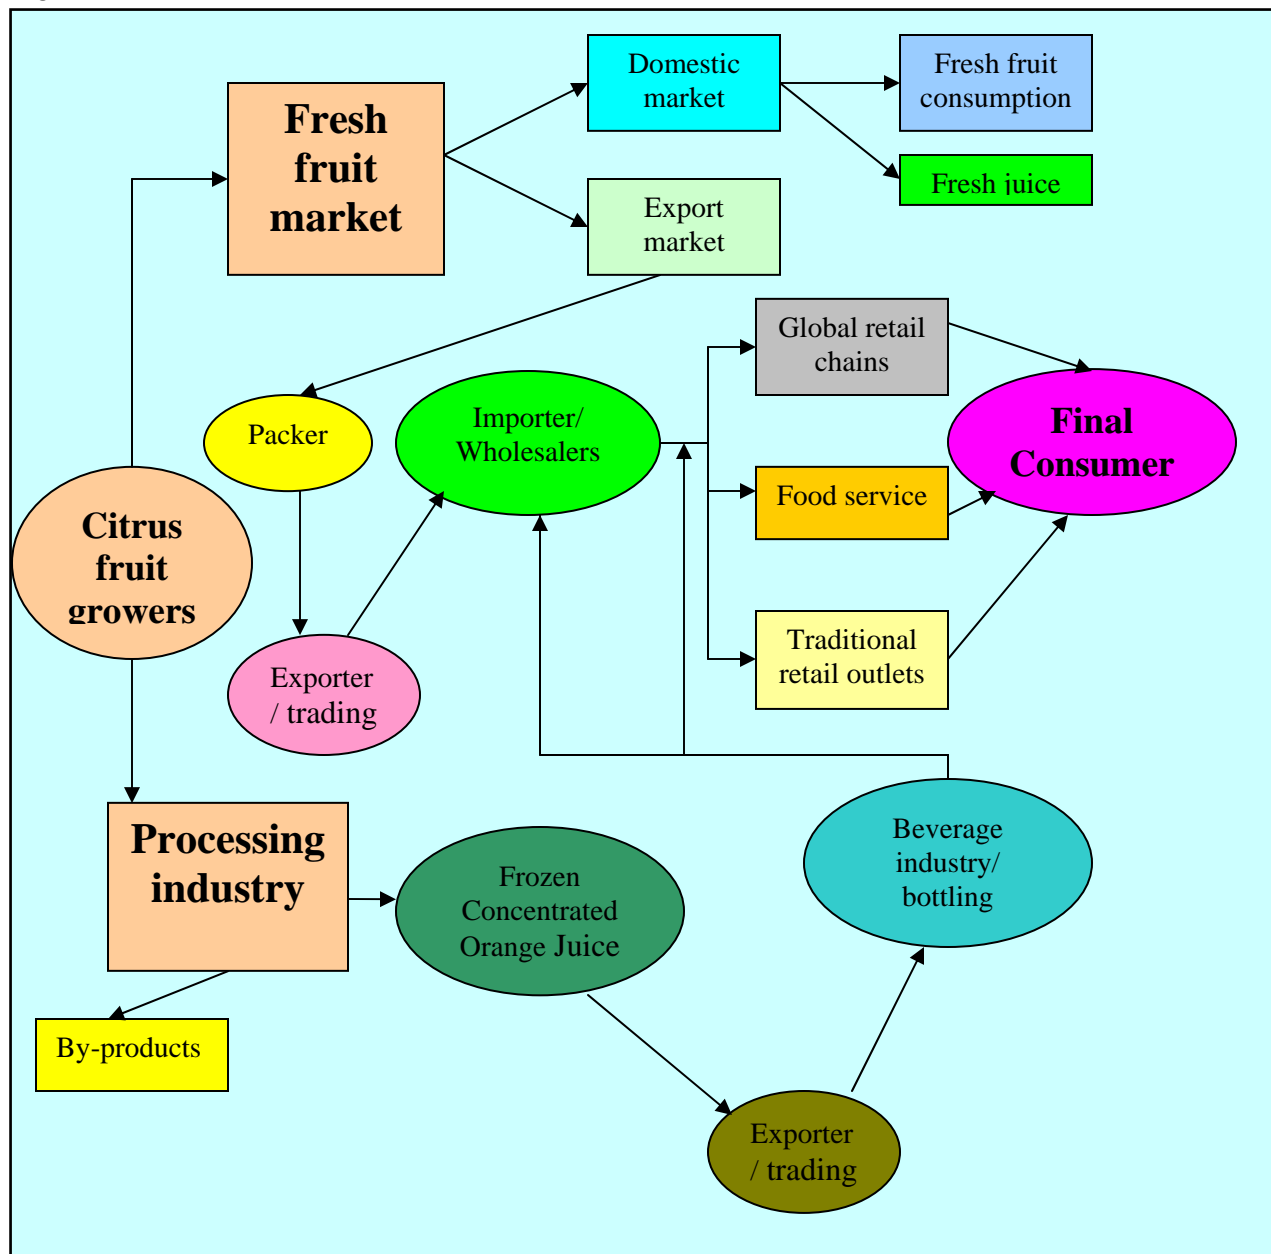 Domestic
market
Fresh fruit
consumption
Fresh
fruit
market
Fresh juice
Export
market
Global retail
chains
Packer
Importer/
Wholesalers
Final
Consumer
Food service
Citrus
fruit
growers
Traditional
retail outlets
Exporter
/ trading
Processing
industry
Frozen
Concentrated
Orange Juice
Beverage
industry/
bottling
By-products
Exporter
/ trading